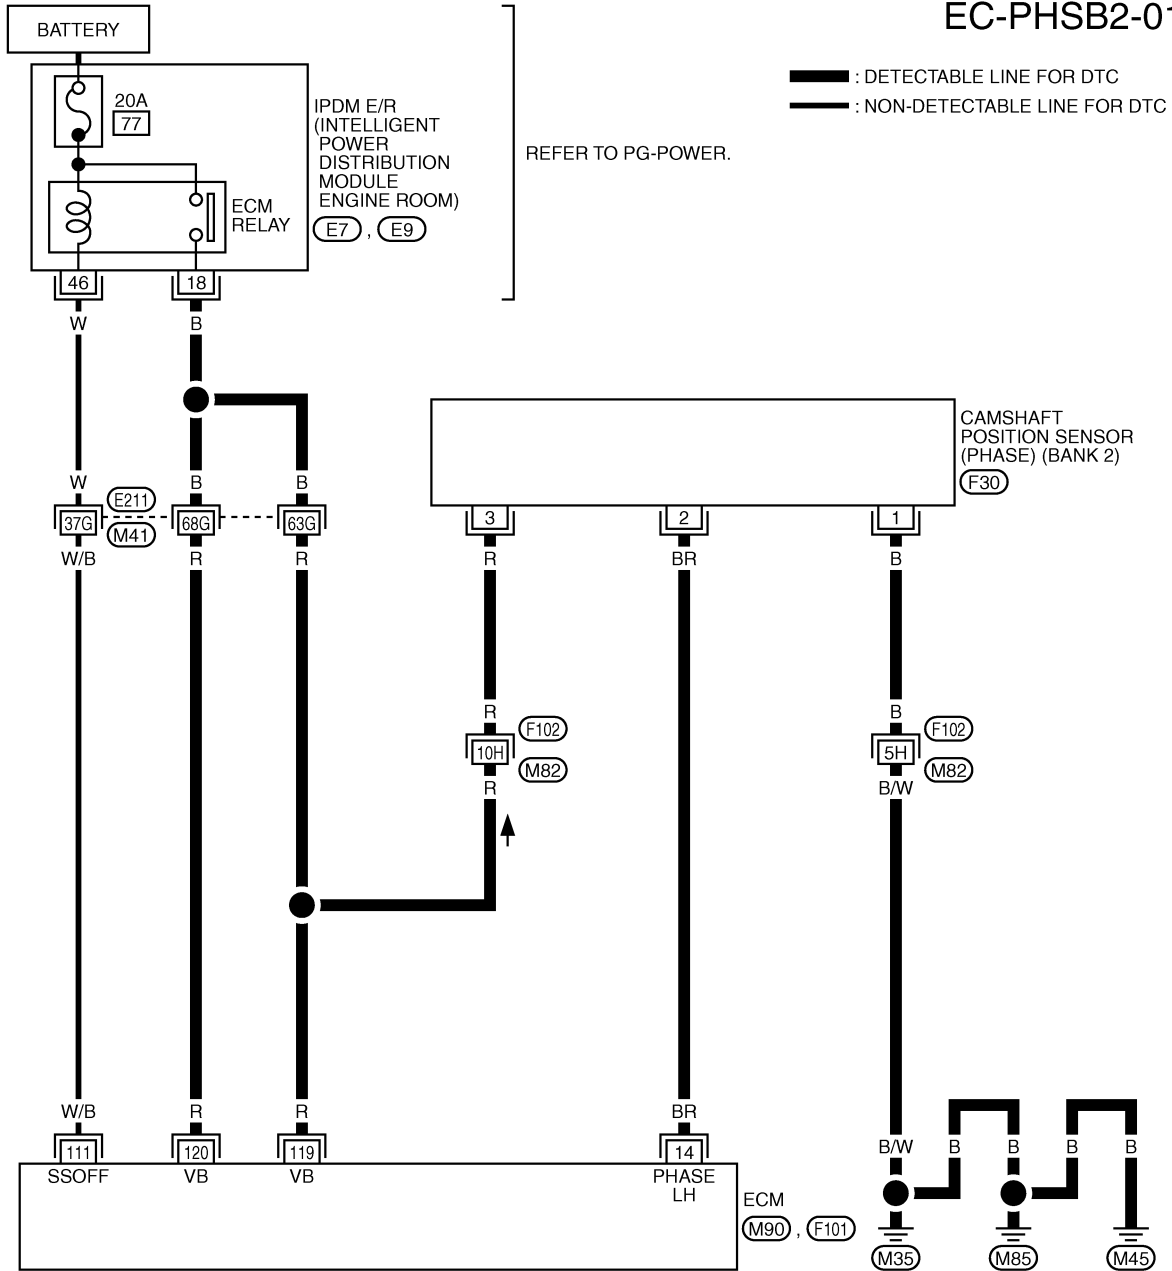 EC-PHSB2-01
BATTERY
: DETECTABLE LINE FOR DTC
: NON-DETECTABLE LINE FOR DTC
20A
77
IPDM E/R
(INTELLIGENT
POWER
DISTRIBUTION
MODULE
ENGINE ROOM)
E7 , E9
REFER TO PG-POWER.
ECM
RELAY
46 18
W B
CAMSHAFT
POSITION SENSOR
(PHASE) (BANK 2)
F30
W B B
E211
37G 68G 63G
M41
3 2 1
W/B R R R BR B
R B
F102 F102
10H 5H
M82 M82
R B/W
W/B R R BR
111 120 119 14
SSOFF VB VB PHASE
LH
B/W B B B B
ECM
M90 , F101
M35 M85 M45